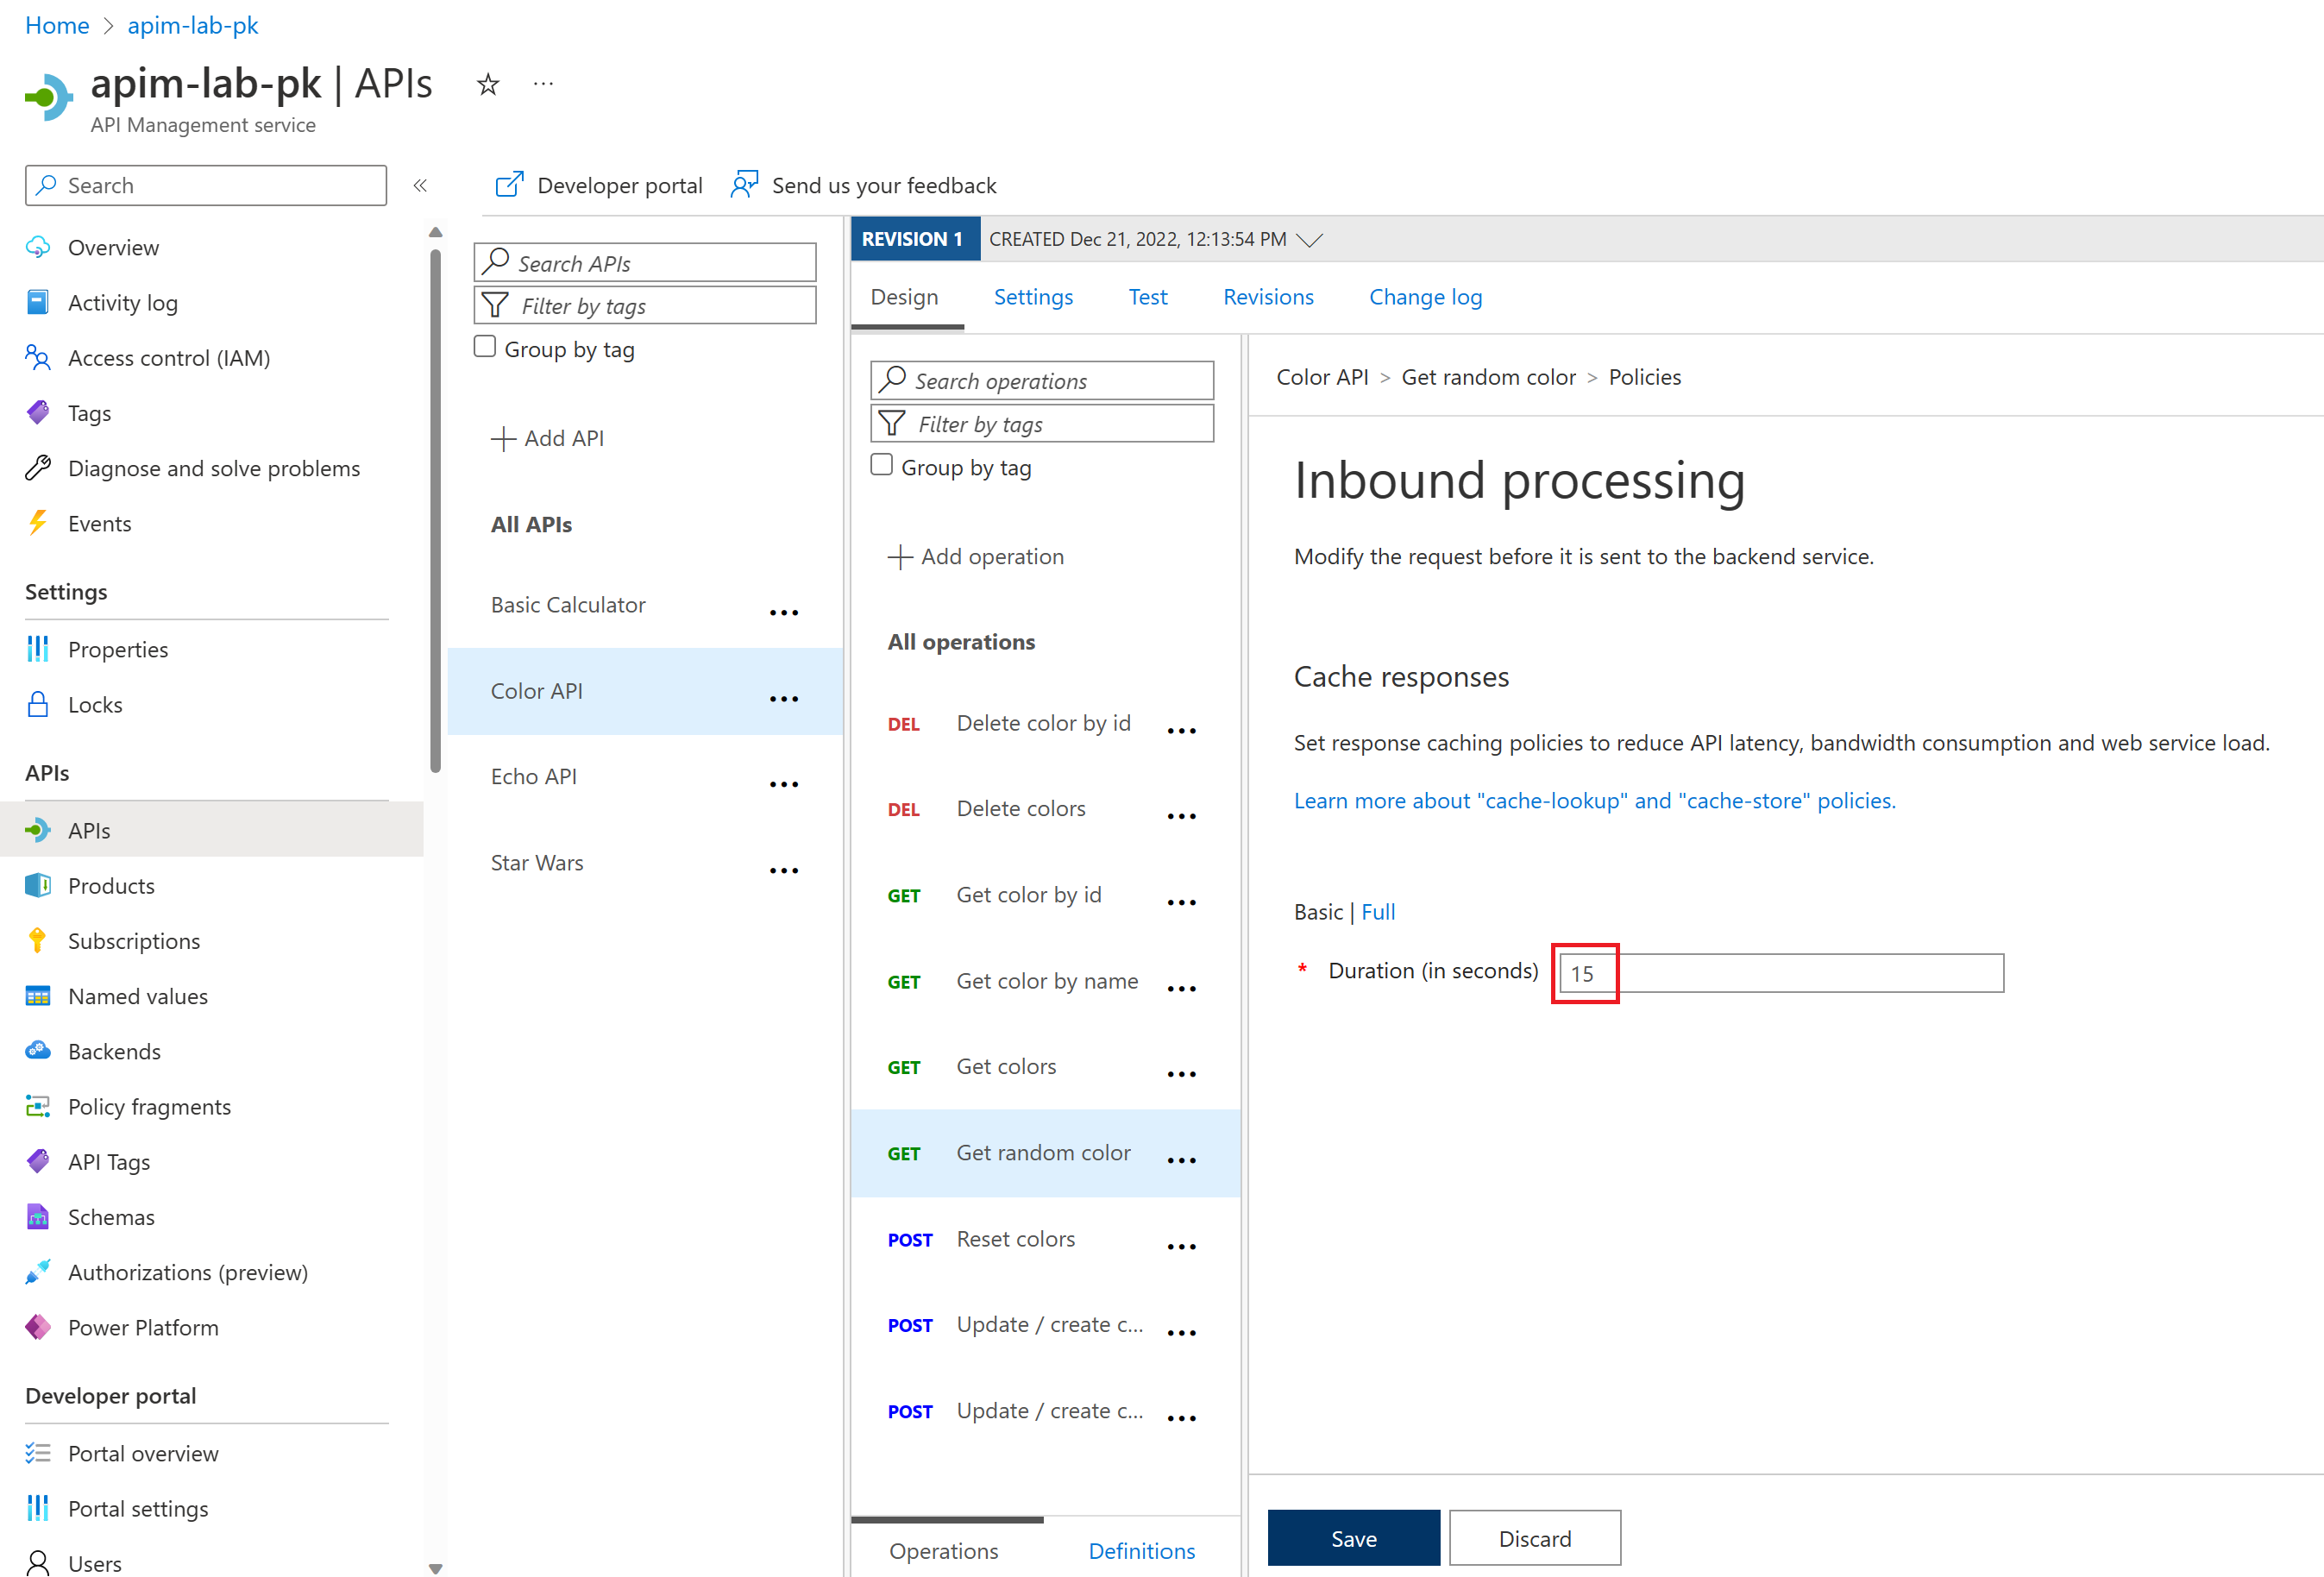 Home > apim-lab-pk
apim-lab-pk | APIs ...
API Management service
Search
«
Overview
Activity log
Access control (IAM)
Tags
Diagnose and solve problems
Events
Settings
Properties
Locks
APIs
APIs
Products
Subscriptions
Named values
Backends
Policy fragments
API Tags
Schemas
Authorizations (preview)
Power Platform
Developer portal
Portal overview
Portal settings
Users
Developer portal
Send us your feedback
Search APIs
Filter by tags
Group by tag
+ Add API
All APIs
Basic Calculator ...
Color API ...
Echo API ...
Star Wars ...
REVISION 1 CREATED Dec 21, 2022, 12:13:54 PM
Design Settings Test Revisions Change log
Search operations
Filter by tags
Group by tag
+ Add operation
All operations
DEL Delete color by id ...
DEL Delete colors ...
GET Get color by id ...
GET Get color by name ...
GET Get colors ...
GET Get random color ...
POST Reset colors ...
POST Update / create c... ...
POST Update / create c... ...
Operations Definitions
Color API > Get random color > Policies
Inbound processing
Modify the request before it is sent to the backend service.
Cache responses
Set response caching policies to reduce API latency, bandwidth consumption and web service load.
Learn more about "cache-lookup" and "cache-store" policies.
Basic | Full
* Duration (in seconds) 15
Save Discard